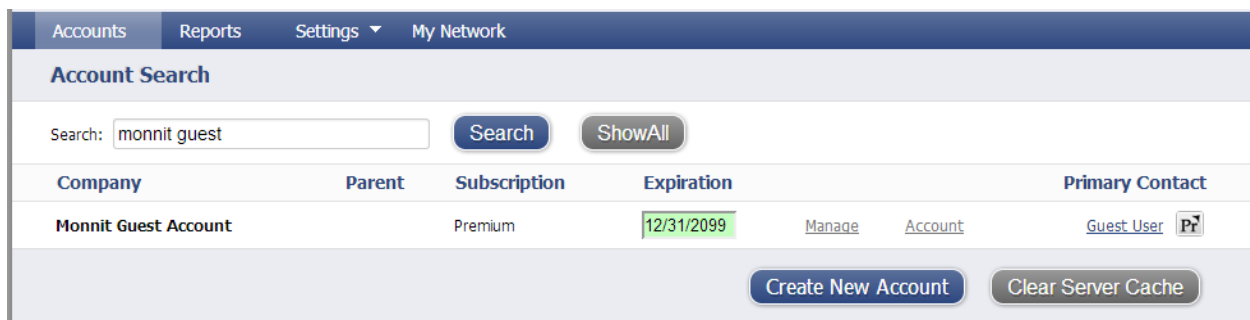 Accounts Reports Settings My Network
Account Search
Search: monnit guest Search ShowAll
Company Parent Subscription Expiration Primary Contact
Monnit Guest Account Premium 12/31/2099 Manage Account Guest User Pr
Create New Account Clear Server Cache